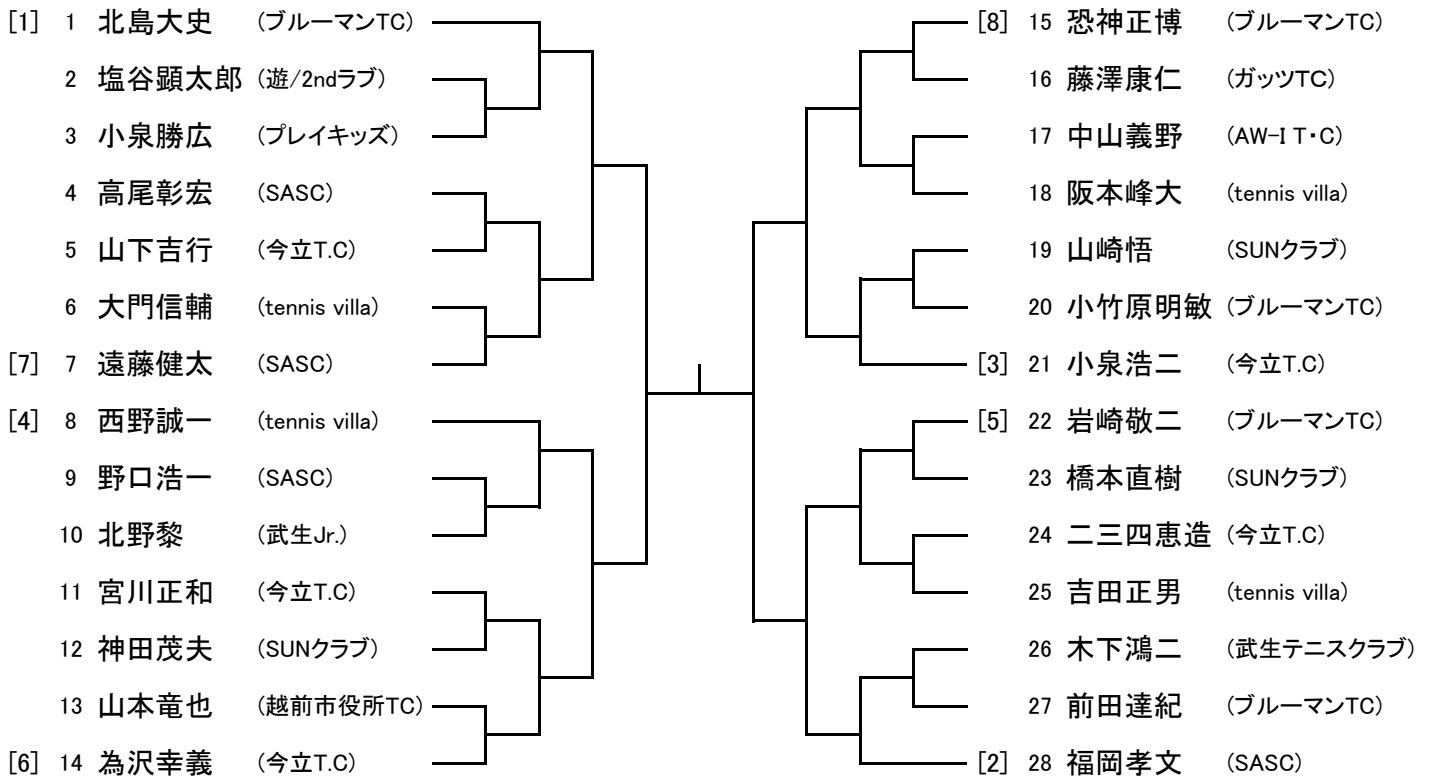 [1] 1 北島大史 (ブルーマンTC)
2 塩谷顕太郎 (遊/2ndラブ)
3 小泉勝広 (プレイキッズ)
4 高尾彰宏 (SASC)
5 山下吉行 (今立T.C)
6 大門信輔 (tennis villa)
[7] 7 遠藤健太 (SASC)
[4] 8 西野誠一 (tennis villa)
9 野口浩一 (SASC)
10 北野黎 (武生Jr.)
11 宮川正和 (今立T.C)
12 神田茂夫 (SUNクラブ)
13 山本竜也 (越前市役所TC)
[6] 14 為沢幸義 (今立T.C)
[8] 15 恐神正博 (ブルーマンTC)
16 藤澤康仁 (ガッツTC)
17 中山義野 (AW-I T・C)
18 阪本峰大 (tennis villa)
19 山崎悟 (SUNクラブ)
20 小竹原明敏 (ブルーマンTC)
[3] 21 小泉浩二 (今立T.C)
[5] 22 岩崎敬二 (ブルーマンTC)
23 橋本直樹 (SUNクラブ)
24 二三四恵造 (今立T.C)
25 吉田正男 (tennis villa)
26 木下鴻二 (武生テニスクラブ)
27 前田達紀 (ブルーマンTC)
[2] 28 福岡孝文 (SASC)